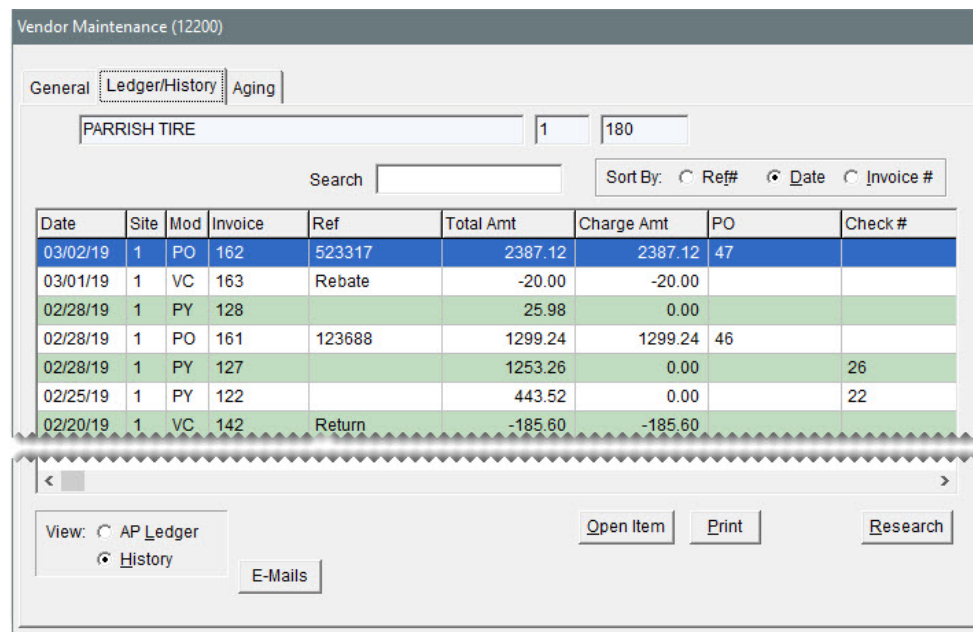 Vendor Maintenance (12200)
General Ledger/History Aging
PARRISH TIRE 1 180
Search Sort By: Ref# Date Invoice #
Date Site Mod Invoice Ref Total Amt Charge Amt PO Check #
03/02/19 1 PO 162 523317 2387.12 2387.12 47
03/01/19 1 VC 163 Rebate -20.00 -20.00
02/28/19 1 PY 128 25.98 0.00
02/28/19 1 PO 161 123688 1299.24 1299.24 46
02/28/19 1 PY 127 1253.26 0.00 26
02/25/19 1 PY 122 443.52 0.00 22
02/20/19 1 VC 142 Return -185.60 -185.60
View: AP Ledger Open Item Print Research
History
E-Mails